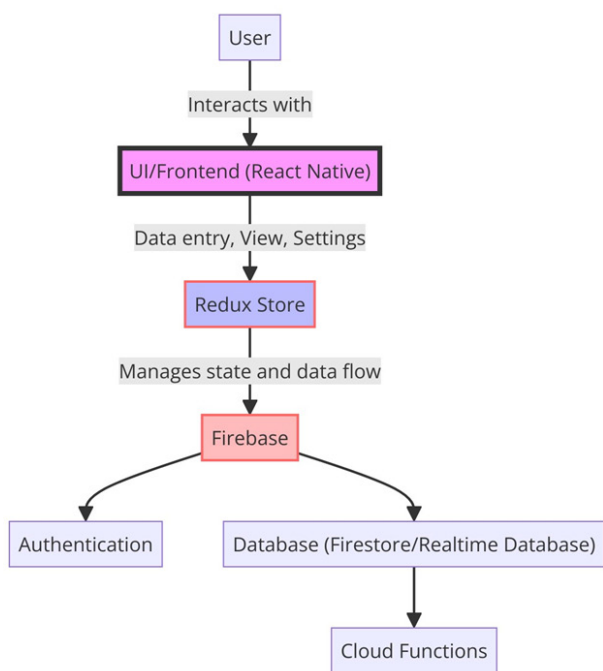 User
Interacts with
UI/Frontend (React Native)
Data entry, View, Settings
Redux Store
Manages state and data flow
Firebase
Authentication
Database (Firestore/Realtime Database)
Cloud Functions